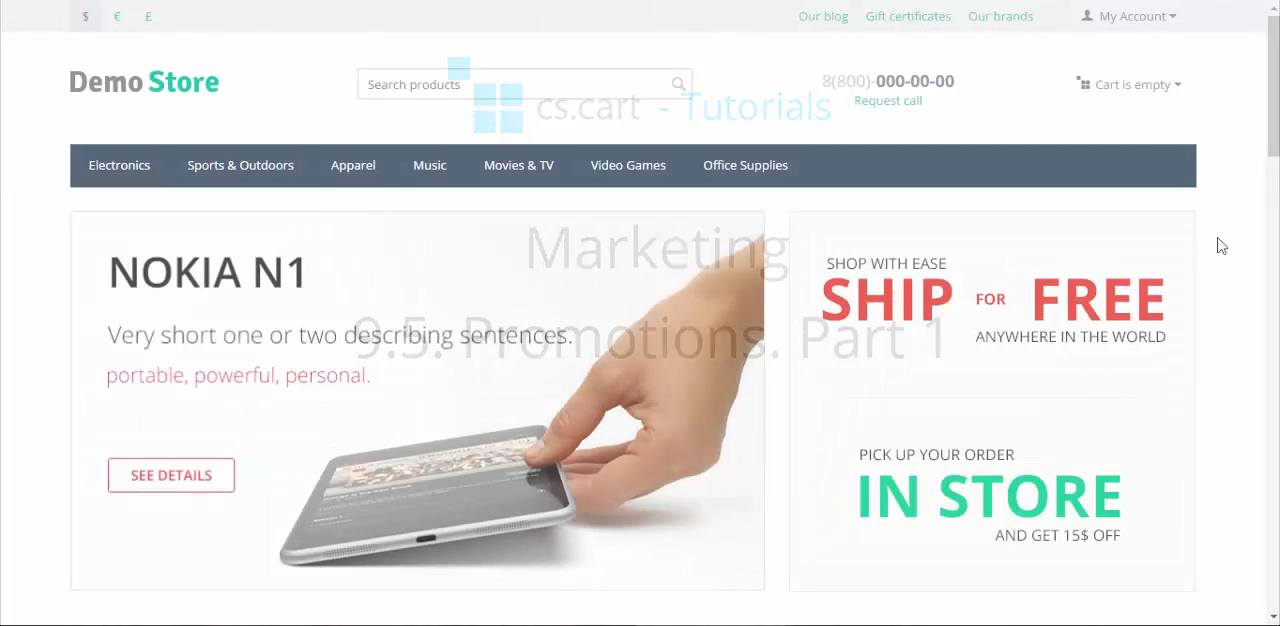 $ € £ Our blog Gift certificates Our brands My Account
Demo Store Search products 8(800)-000-00-00 Cart is empty
Request call
cs.cart - Tutorials
Electronics Sports & Outdoors Apparel Music Movies & TV Video Games Office Supplies
Marketing
9.5. Promotions. Part 1
NOKIA N1
Very short one or two describing sentences.
portable, powerful, personal.
SEE DETAILS
SHOP WITH EASE
SHIP FOR FREE
ANYWHERE IN THE WORLD
PICK UP YOUR ORDER
IN STORE
AND GET 15$ OFF